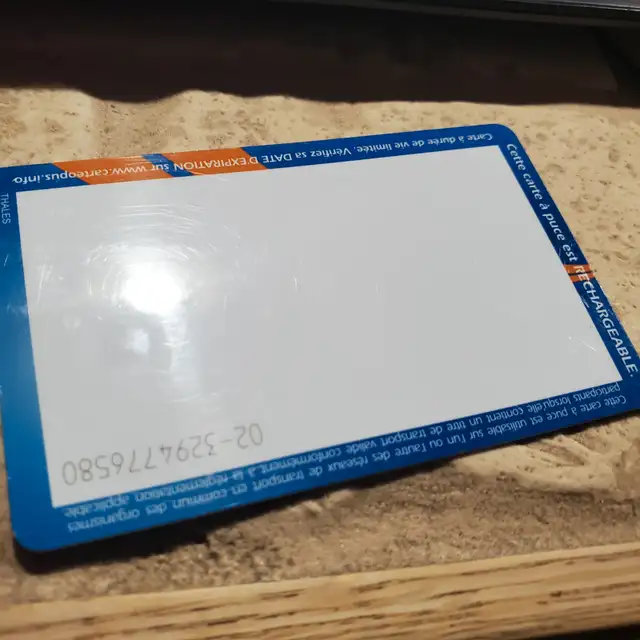 Carte à durée de vie limitée. Vérifiez sa DATE D'EXPIRATION sur www.carteopus.info
Cette carte à puce est RECHARGEABLE.
Cette carte à puce est utilisable sur l'un ou l'autre des réseaux de transport en commun des organismes
participants lorsqu'elle contient un titre de transport valide conformément à la réglementation applicable.
02-3294776580
THALES